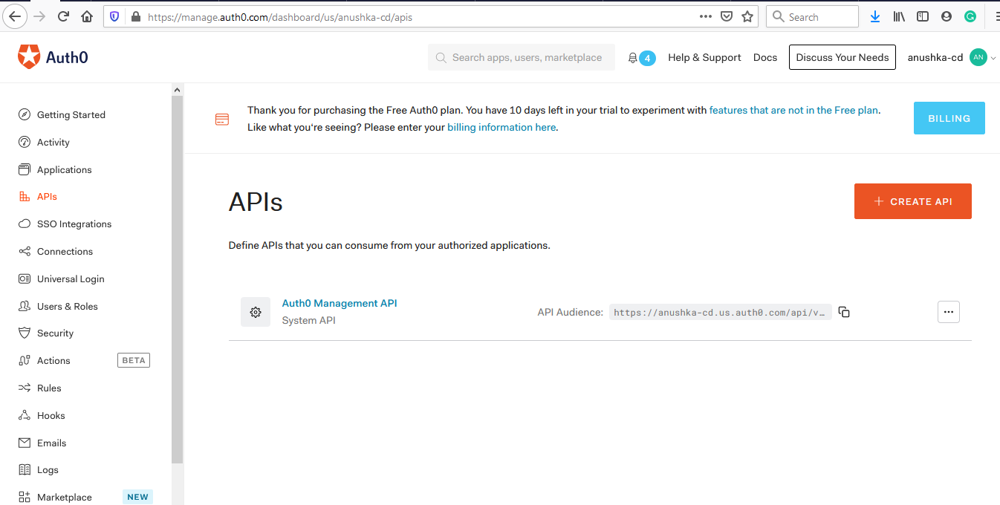 https://manage.auth0.com/dashboard/us/anushka-cd/apis
Search
Auth0
Search apps, users, marketplace
4
Help & Support
Docs
Discuss Your Needs
anushka-cd
AN
Getting Started
Activity
Applications
APIs
SSO Integrations
Connections
Universal Login
Users & Roles
Security
Actions
BETA
Rules
Hooks
Emails
Logs
Marketplace
NEW
Thank you for purchasing the Free Auth0 plan. You have 10 days left in your trial to experiment with features that are not in the Free plan.
Like what you're seeing? Please enter your billing information here.
BILLING
APIs
+ CREATE API
Define APIs that you can consume from your authorized applications.
Auth0 Management API
System API
API Audience:
https://anushka-cd.us.auth0.com/api/v…